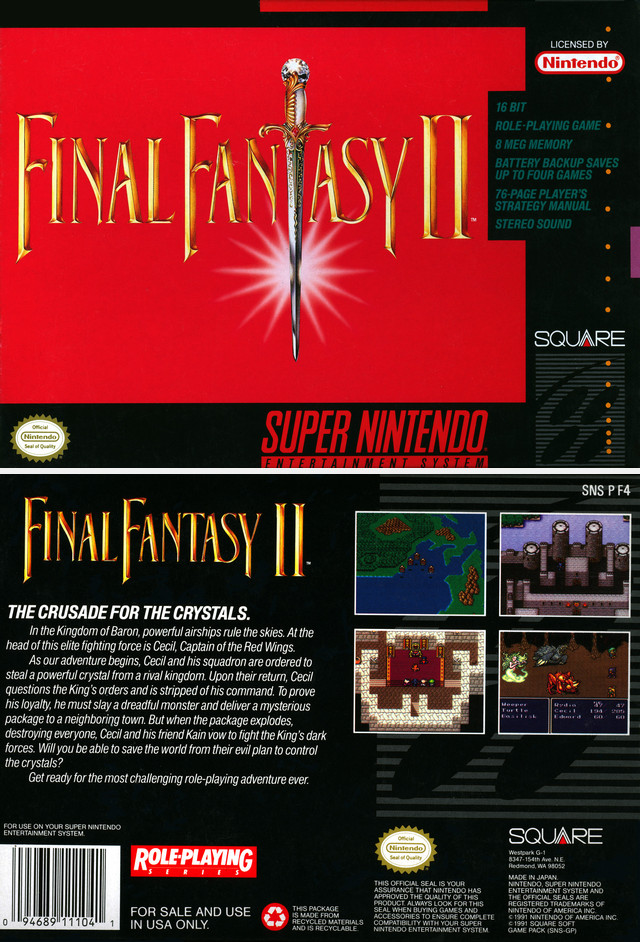 LICENSED BY
Nintendo®
16 BIT
ROLE-PLAYING GAME
8 MEG MEMORY
BATTERY BACKUP SAVES
UP TO FOUR GAMES
76-PAGE PLAYER'S
STRATEGY MANUAL
STEREO SOUND
FINAL FANTASY II™
SQUARE
Official
Nintendo
Seal of Quality
SUPER NINTENDO
ENTERTAINMENT SYSTEM
SNS P F4
FINAL FANTASY II™
THE CRUSADE FOR THE CRYSTALS.
In the Kingdom of Baron, powerful airships rule the skies. At the
head of this elite fighting force is Cecil, Captain of the Red Wings.
As our adventure begins, Cecil and his squadron are ordered to
steal a powerful crystal from a rival kingdom. Upon their return, Cecil
questions the King's orders and is stripped of his command. To prove
his loyalty, he must slay a dreadful monster and deliver a mysterious
package to a neighboring town. But when the package explodes,
destroying everyone, Cecil and his friend Kain vow to fight the King's dark
forces. Will you be able to save the world from their evil plan to control
the crystals?
Get ready for the most challenging role-playing adventure ever.
Weeper Rydia 47
Turtle Cecil 194 205
Basilisk Edward 60 60
FOR USE ON YOUR SUPER NINTENDO
ENTERTAINMENT SYSTEM.
0 94689 11104 1
ROLE-PLAYING
SERIES
FOR SALE AND USE
IN USA ONLY.
THIS PACKAGE
IS MADE FROM
RECYCLED MATERIALS
AND IS RECYCLABLE.
Official
Nintendo
Seal of Quality
THIS OFFICIAL SEAL IS YOUR
ASSURANCE THAT NINTENDO HAS
APPROVED THE QUALITY OF THIS
PRODUCT. ALWAYS LOOK FOR THIS
SEAL WHEN BUYING GAMES AND
ACCESSORIES TO ENSURE COMPLETE
COMPATIBILITY WITH YOUR SUPER
NINTENDO ENTERTAINMENT SYSTEM.
SQUARE
Westpark G-1
8347-154th Ave. N.E.
Redmond, WA 98052
MADE IN JAPAN.
NINTENDO, SUPER NINTENDO
ENTERTAINMENT SYSTEM AND
THE OFFICIAL SEALS ARE
REGISTERED TRADEMARKS OF
NINTENDO OF AMERICA INC.
©1991 NINTENDO OF AMERICA INC.
©1991 SQUARE SOFT
GAME PACK (SNS-GP)